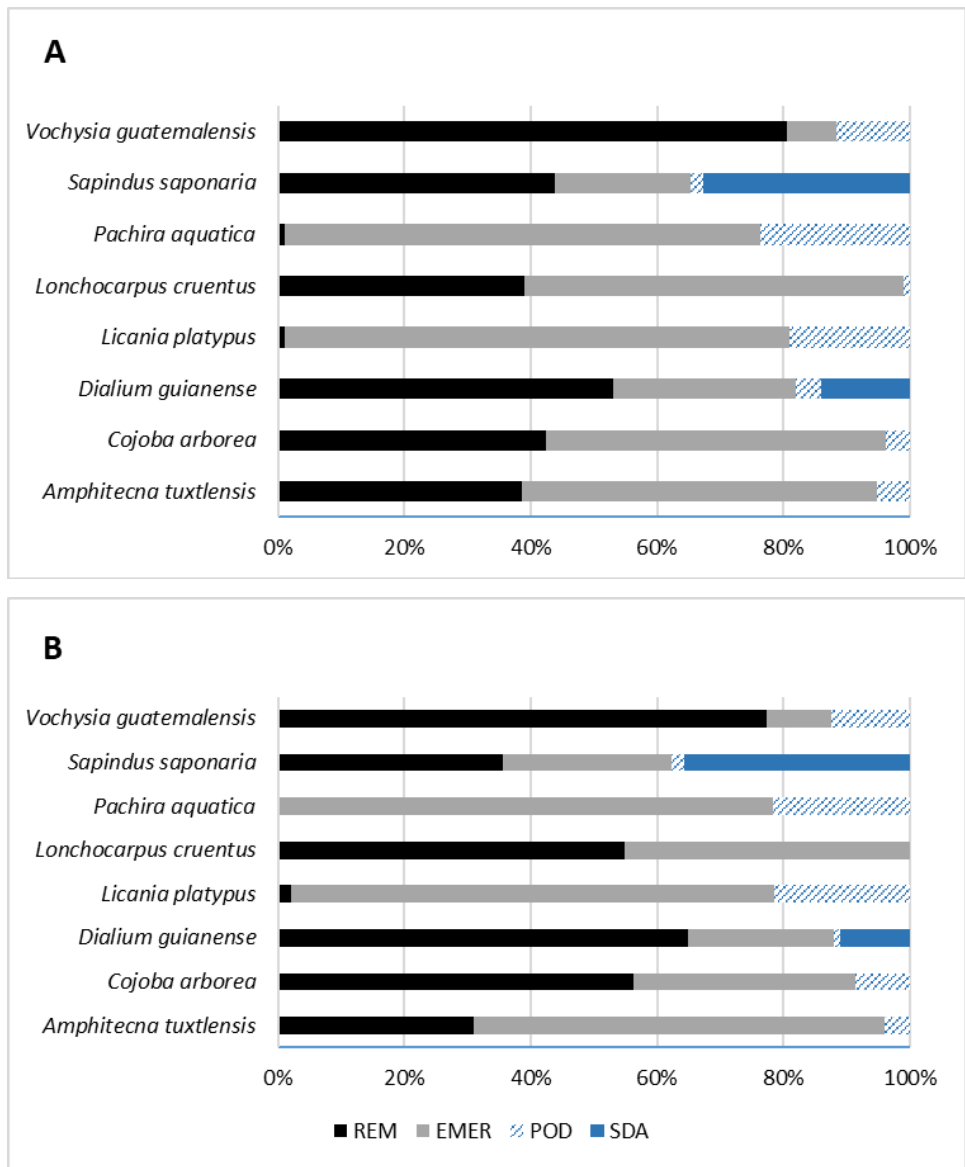 A
Vochysia guatemalensis
Sapindus saponaria
Pachira aquatica
Lonchocarpus cruentus
Licania platypus
Dialium guianense
Cojoba arborea
Amphitecna tuxtlensis
0% 20% 40% 60% 80% 100%
B
Vochysia guatemalensis
Sapindus saponaria
Pachira aquatica
Lonchocarpus cruentus
Licania platypus
Dialium guianense
Cojoba arborea
Amphitecna tuxtlensis
0% 20% 40% 60% 80% 100%
REM EMER POD SDA